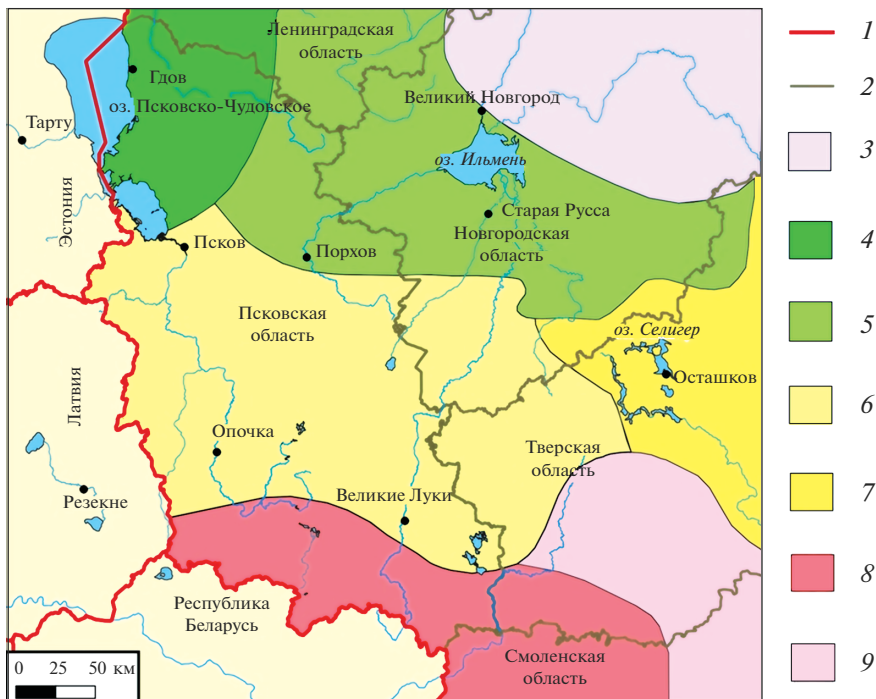 Ленинградская
область
1
Гдов
2
оз. Псковско-Чудовское
Великий Новгород
Тарту
3
оз. Ильмень
Эстония
Старая Русса
4
Псков
Порхов
Новгородская
область
Псковская
область
5
оз. Селигер
Осташков
Латвия
6
Опочка
Тверская
область
Резекне
Великие Луки
7
8
Республика
Беларусь
Смоленская
область
9
0 25 50 км